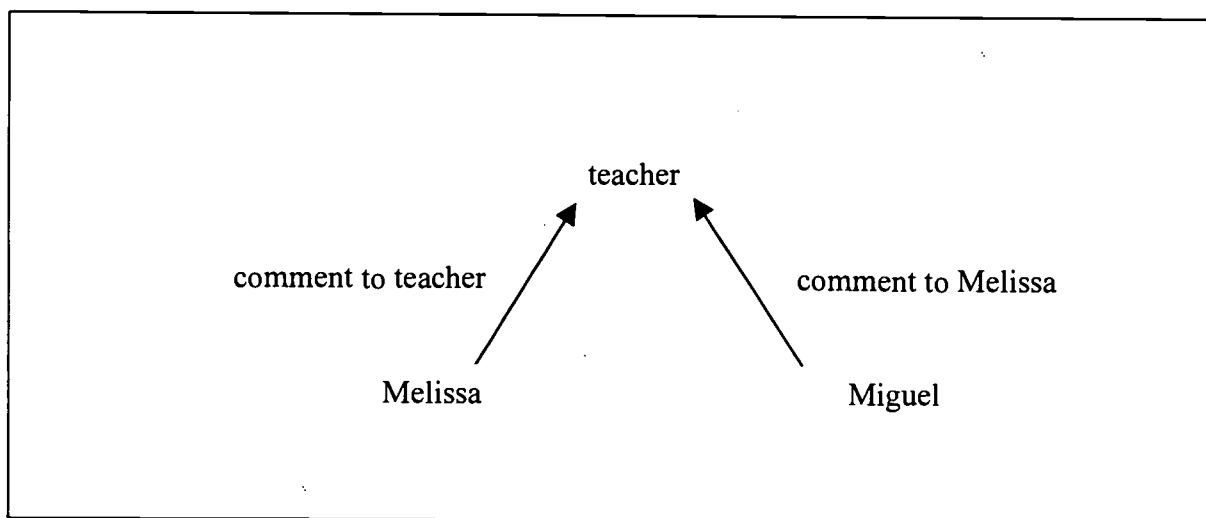 teacher
comment to teacher
comment to Melissa
Melissa
Miguel